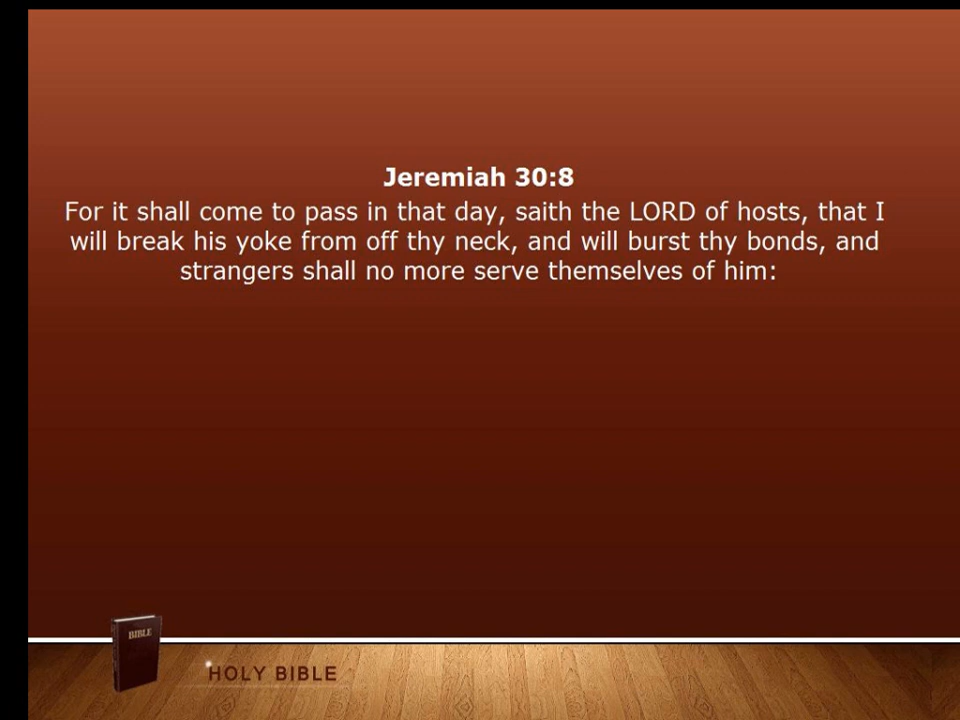 Jeremiah 30:8
For it shall come to pass in that day, saith the LORD of hosts, that I
will break his yoke from off thy neck, and will burst thy bonds, and
strangers shall no more serve themselves of him:
BIBLE
HOLY BIBLE